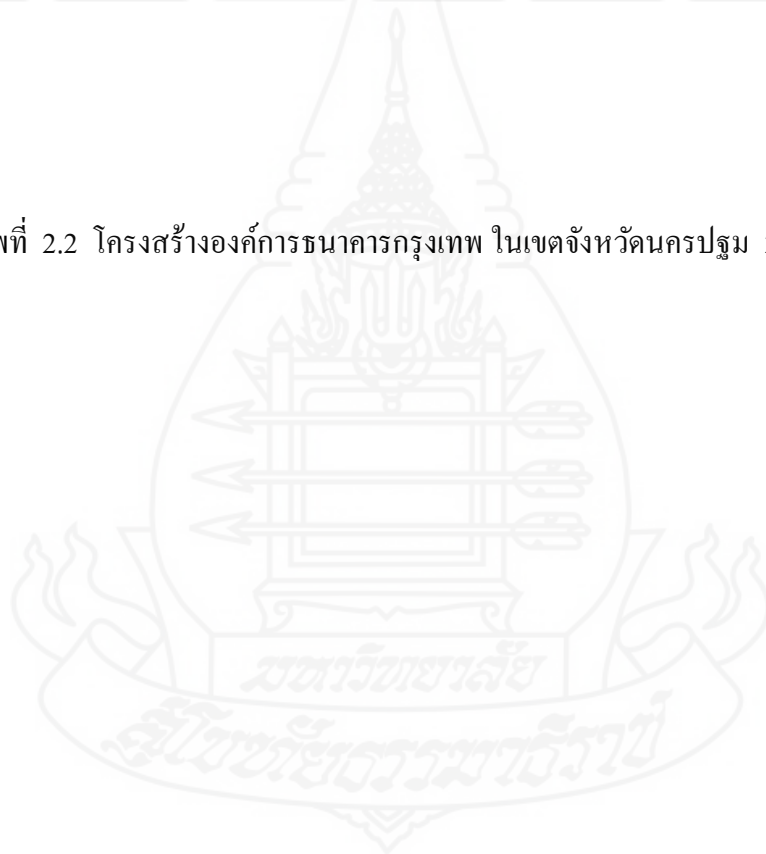 พที่ 2.2 โครงสร้างองค์การธนาคารกรุงเทพ ในเขตจังหวัดนครปฐม
มหาวิทยาลัย
สุโขทัยธรรมาธิราช